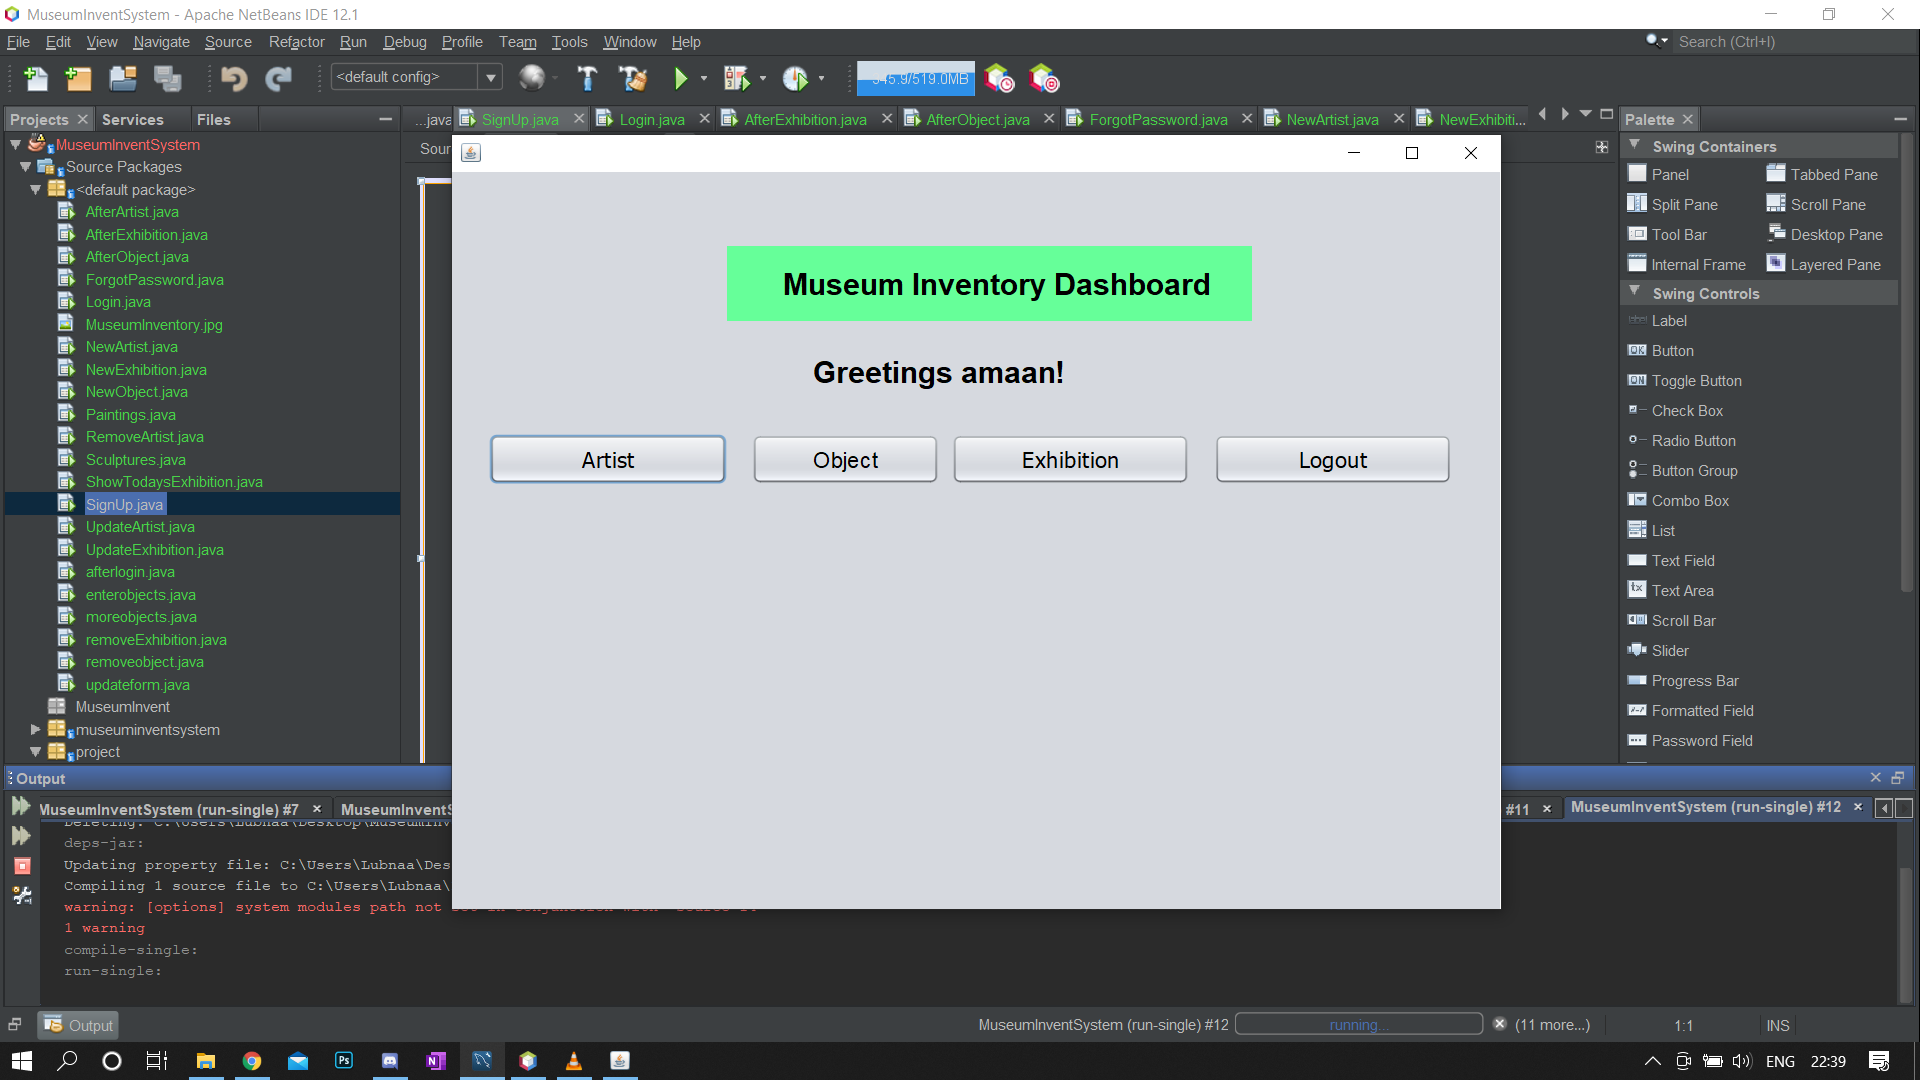 MuseumInventSystem - Apache NetBeans IDE 12.1
File Edit View Navigate Source Refactor Run Debug Profile Team Tools Window Help
Search (Ctrl+I)
<default config>
345.9/519.0MB
Projects Services Files
...java SignUp.java Login.java AfterExhibition.java AfterObject.java ForgotPassword.java NewArtist.java NewExhibiti...
Palette
MuseumInventSystem
Source Packages
<default package>
AfterArtist.java
AfterExhibition.java
AfterObject.java
ForgotPassword.java
Login.java
MuseumInventory.jpg
NewArtist.java
NewExhibition.java
NewObject.java
Paintings.java
RemoveArtist.java
Sculptures.java
ShowTodaysExhibition.java
SignUp.java
UpdateArtist.java
UpdateExhibition.java
afterlogin.java
enterobjects.java
moreobjects.java
removeExhibition.java
removeobject.java
updateform.java
MuseumInvent
museuminventsystem
project
Sour
Museum Inventory Dashboard
Greetings amaan!
Artist Object Exhibition Logout
Swing Containers
Panel Tabbed Pane
Split Pane Scroll Pane
Tool Bar Desktop Pane
Internal Frame Layered Pane
Swing Controls
Label
Button
Toggle Button
Check Box
Radio Button
Button Group
Combo Box
List
Text Field
Text Area
Scroll Bar
Slider
Progress Bar
Formatted Field
Password Field
Output
MuseumInventSystem (run-single) #7 MuseumInventS #11 MuseumInventSystem (run-single) #12
Deleting: C:\Users\Lubnaa\Desktop\MuseumInv
deps-jar:
Updating property file: C:\Users\Lubnaa\Des
Compiling 1 source file to C:\Users\Lubnaa\
warning: [options] system modules path not
1 warning
compile-single:
run-single:
Output
MuseumInventSystem (run-single) #12 running... (11 more...) 1:1 INS
ENG 22:39